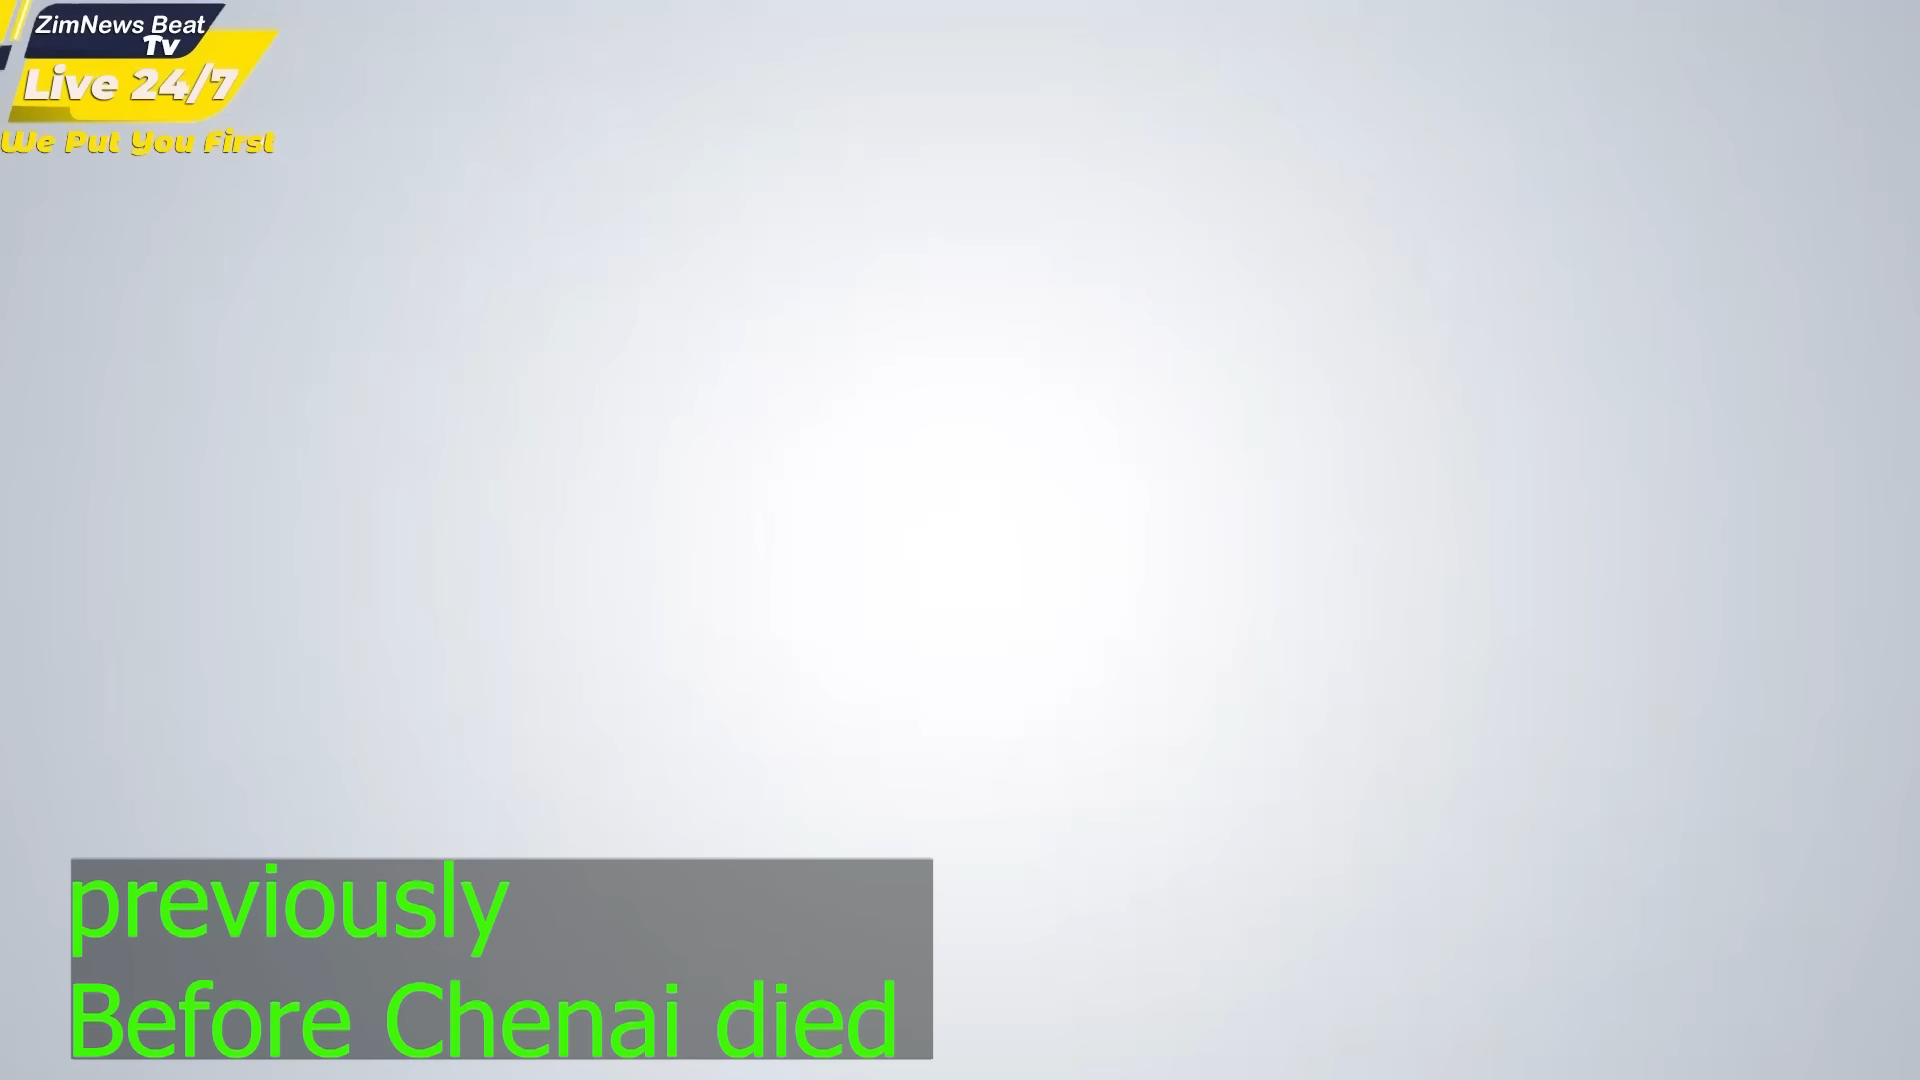 ZimNews Beat
Tv
Live 24/7
We Put You First
previously
Before Chenai died